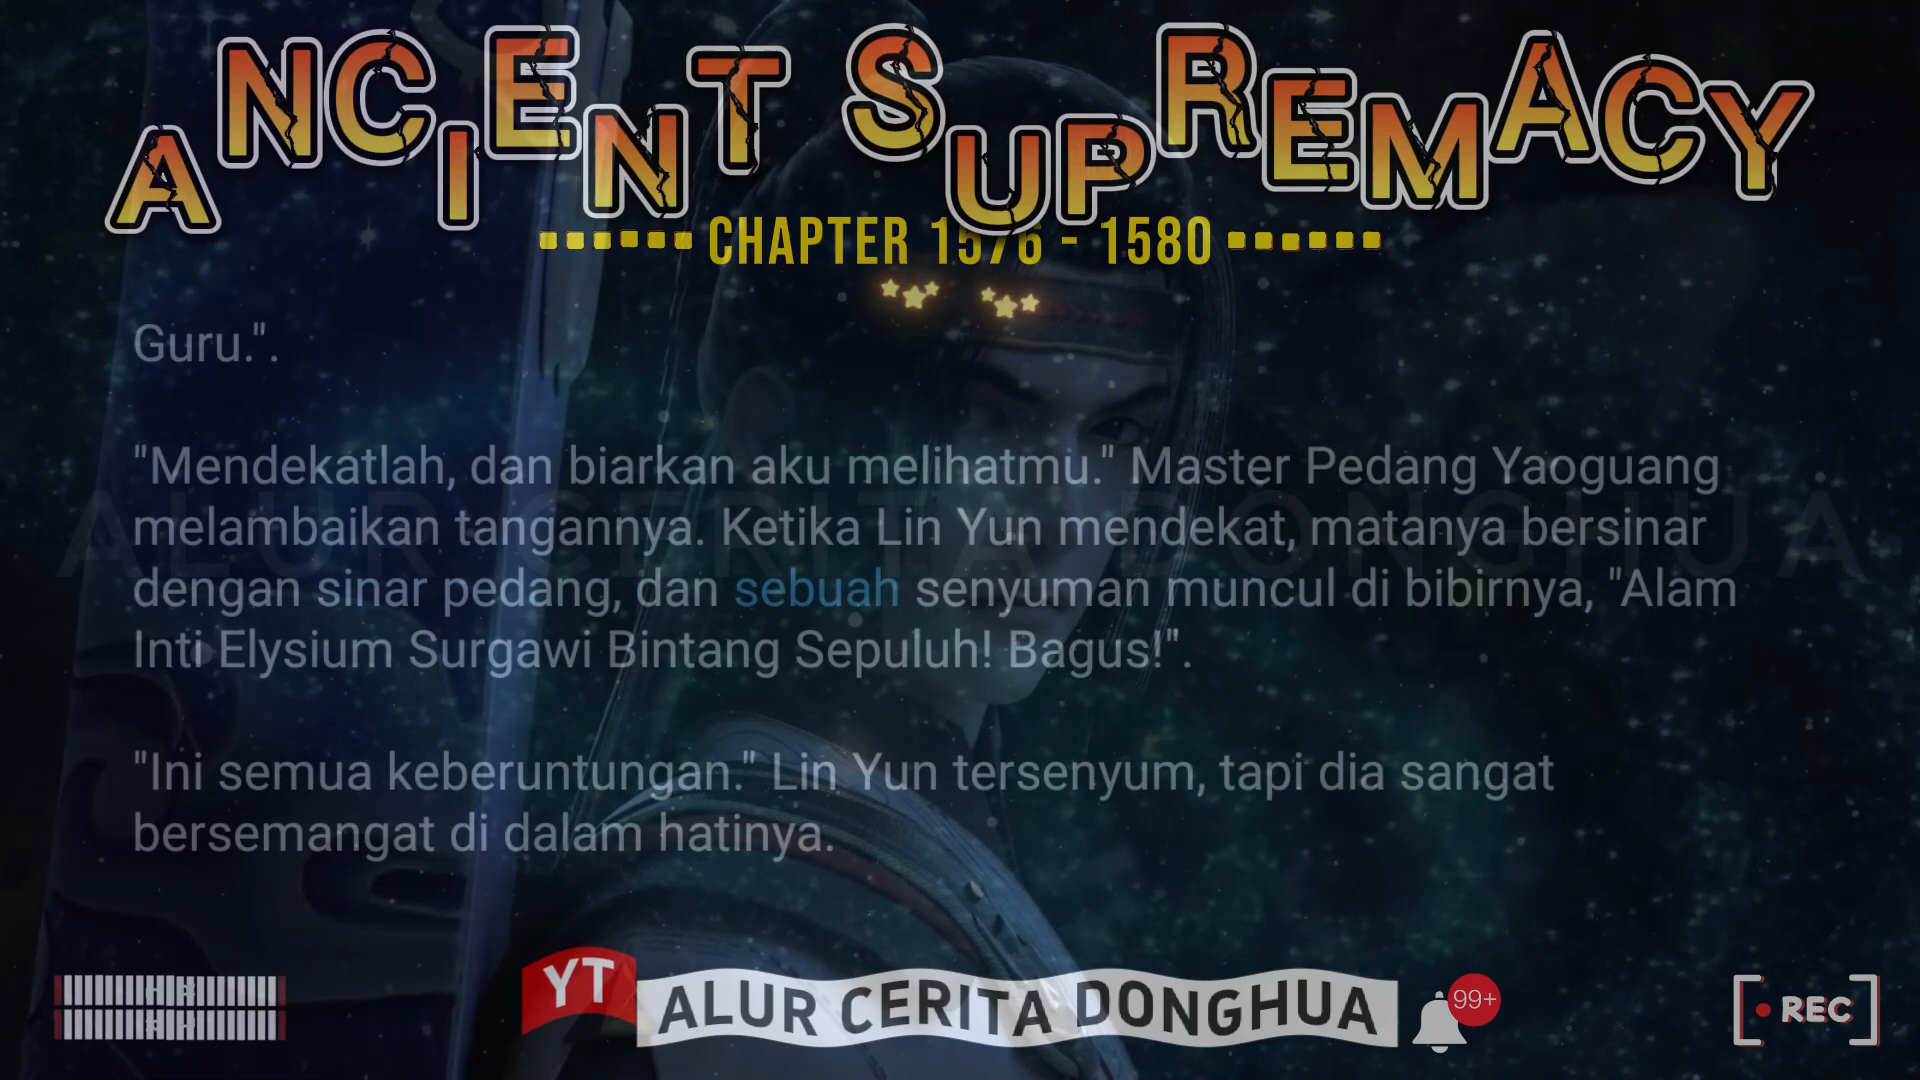 ANCIENT SUPREMACY
CHAPTER 1576 - 1580
Guru.".
"Mendekatlah, dan biarkan aku melihatmu." Master Pedang Yaoguang
melambaikan tangannya. Ketika Lin Yun mendekat, matanya bersinar
dengan sinar pedang, dan sebuah senyuman muncul di bibirnya, "Alam
Inti Elysium Surgawi Bintang Sepuluh! Bagus!".
ALUR CERITA DONGHUA
"Ini semua keberuntungan." Lin Yun tersenyum, tapi dia sangat
bersemangat di dalam hatinya.
YT ALUR CERITA DONGHUA
99+
REC